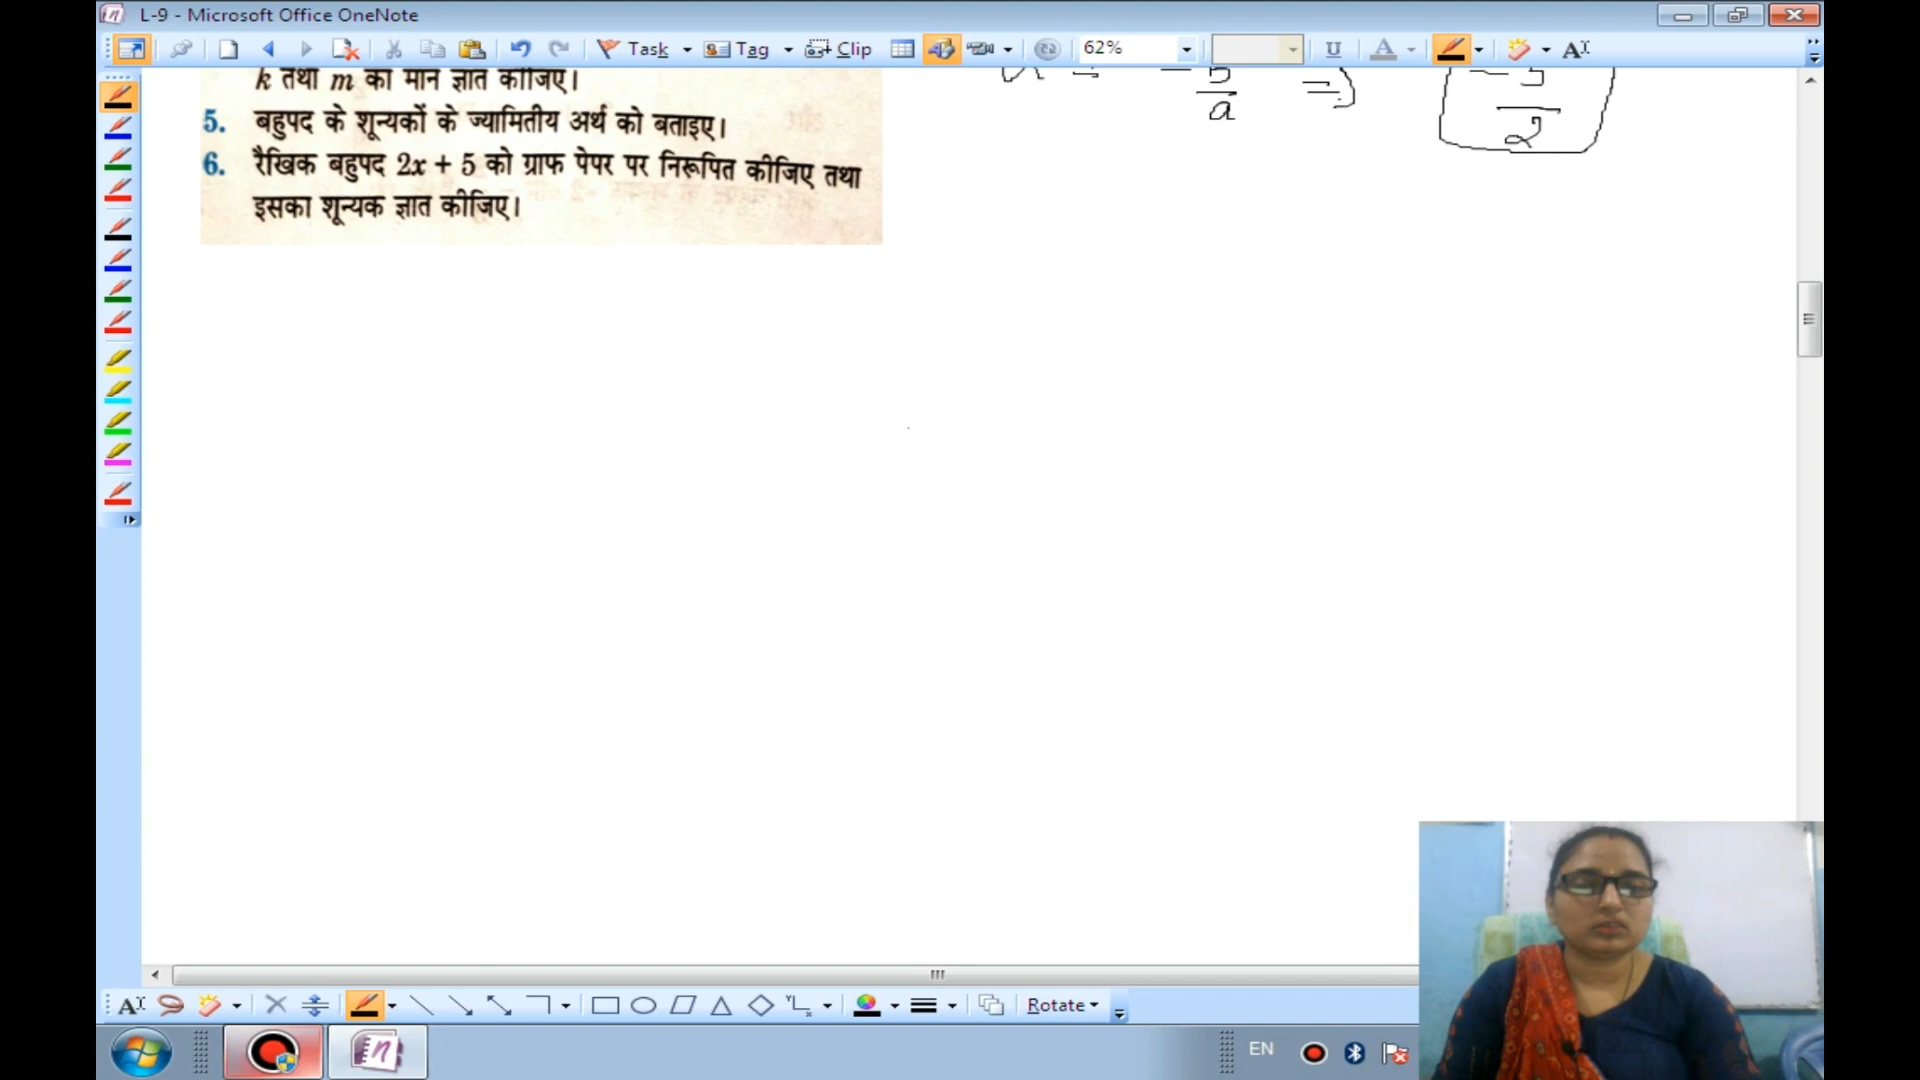 L-9 - Microsoft Office OneNote
Task Tag Clip 62% U A A
k तथा m का मान ज्ञात कीजिए।
5. बहुपद के शून्यकों के ज्यामितीय अर्थ को बताइए।
6. रैखिक बहुपद 2x + 5 को ग्राफ पेपर पर निरूपित कीजिए तथा
इसका शून्यक ज्ञात कीजिए।
a
2
Rotate
EN